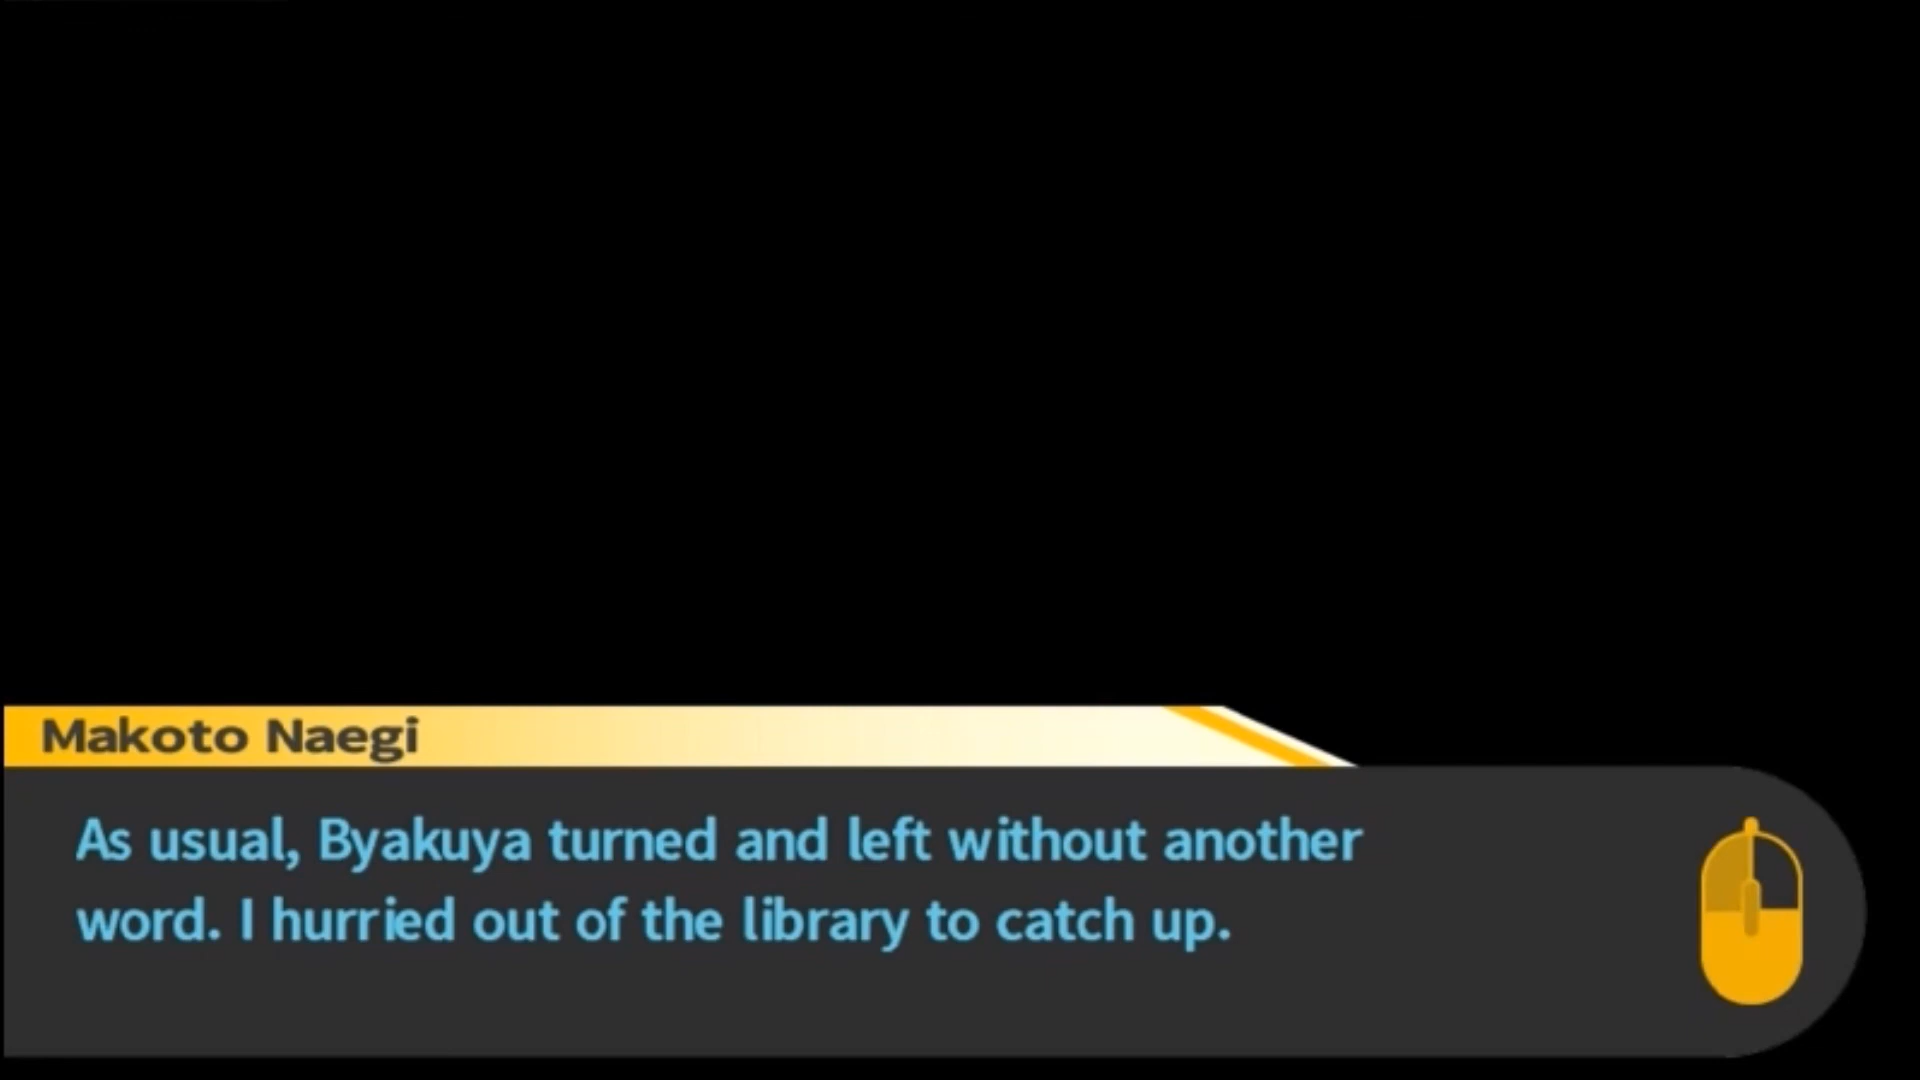 Makoto Naegi
As usual, Byakuya turned and left without another
word. I hurried out of the library to catch up.